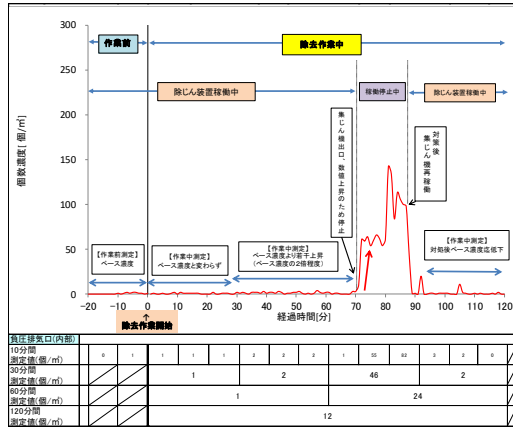 作業前
除去作業中
除じん装置稼働中
稼働停止中
除じん装置稼働中
集じん機出口、数値上昇のため停止
対策後
集じん機再稼働
【作業前測定】
ベース濃度
【作業中測定】
ベース濃度と変わらず
【作業中測定】
ベース濃度より若干上昇
(ベース濃度の2倍程度)
【作業中測定】
対処後ベース濃度迄低下
個数濃度[個/㎥]
300
250
200
150
100
50
0
-20 -10 0 10 20 30 40 50 60 70 80 90 100 110 120
経過時間[分]
除去作業開始
負圧排気口(内部)
10分間
測定値(個/㎥)
0 1 1 1 1 2 2 2 1 55 82 2 3 2
30分間
測定値(個/㎥)
1 2 46 2
60分間
測定値(個/㎥)
1 24
120分間
測定値(個/㎥)
12